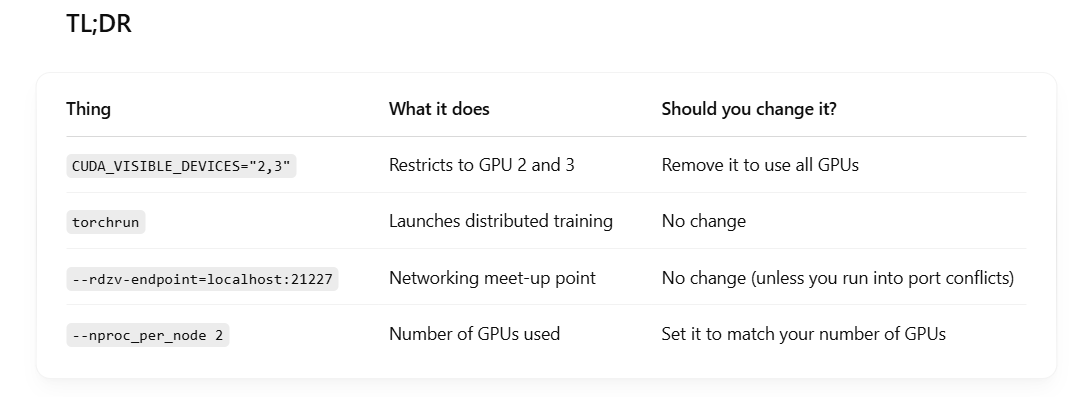 TL;DR
Thing What it does Should you change it?
CUDA_VISIBLE_DEVICES="2,3" Restricts to GPU 2 and 3 Remove it to use all GPUs
torchrun Launches distributed training No change
--rdzv-endpoint=localhost:21227 Networking meet-up point No change (unless you run into port conflicts)
--nproc_per_node 2 Number of GPUs used Set it to match your number of GPUs